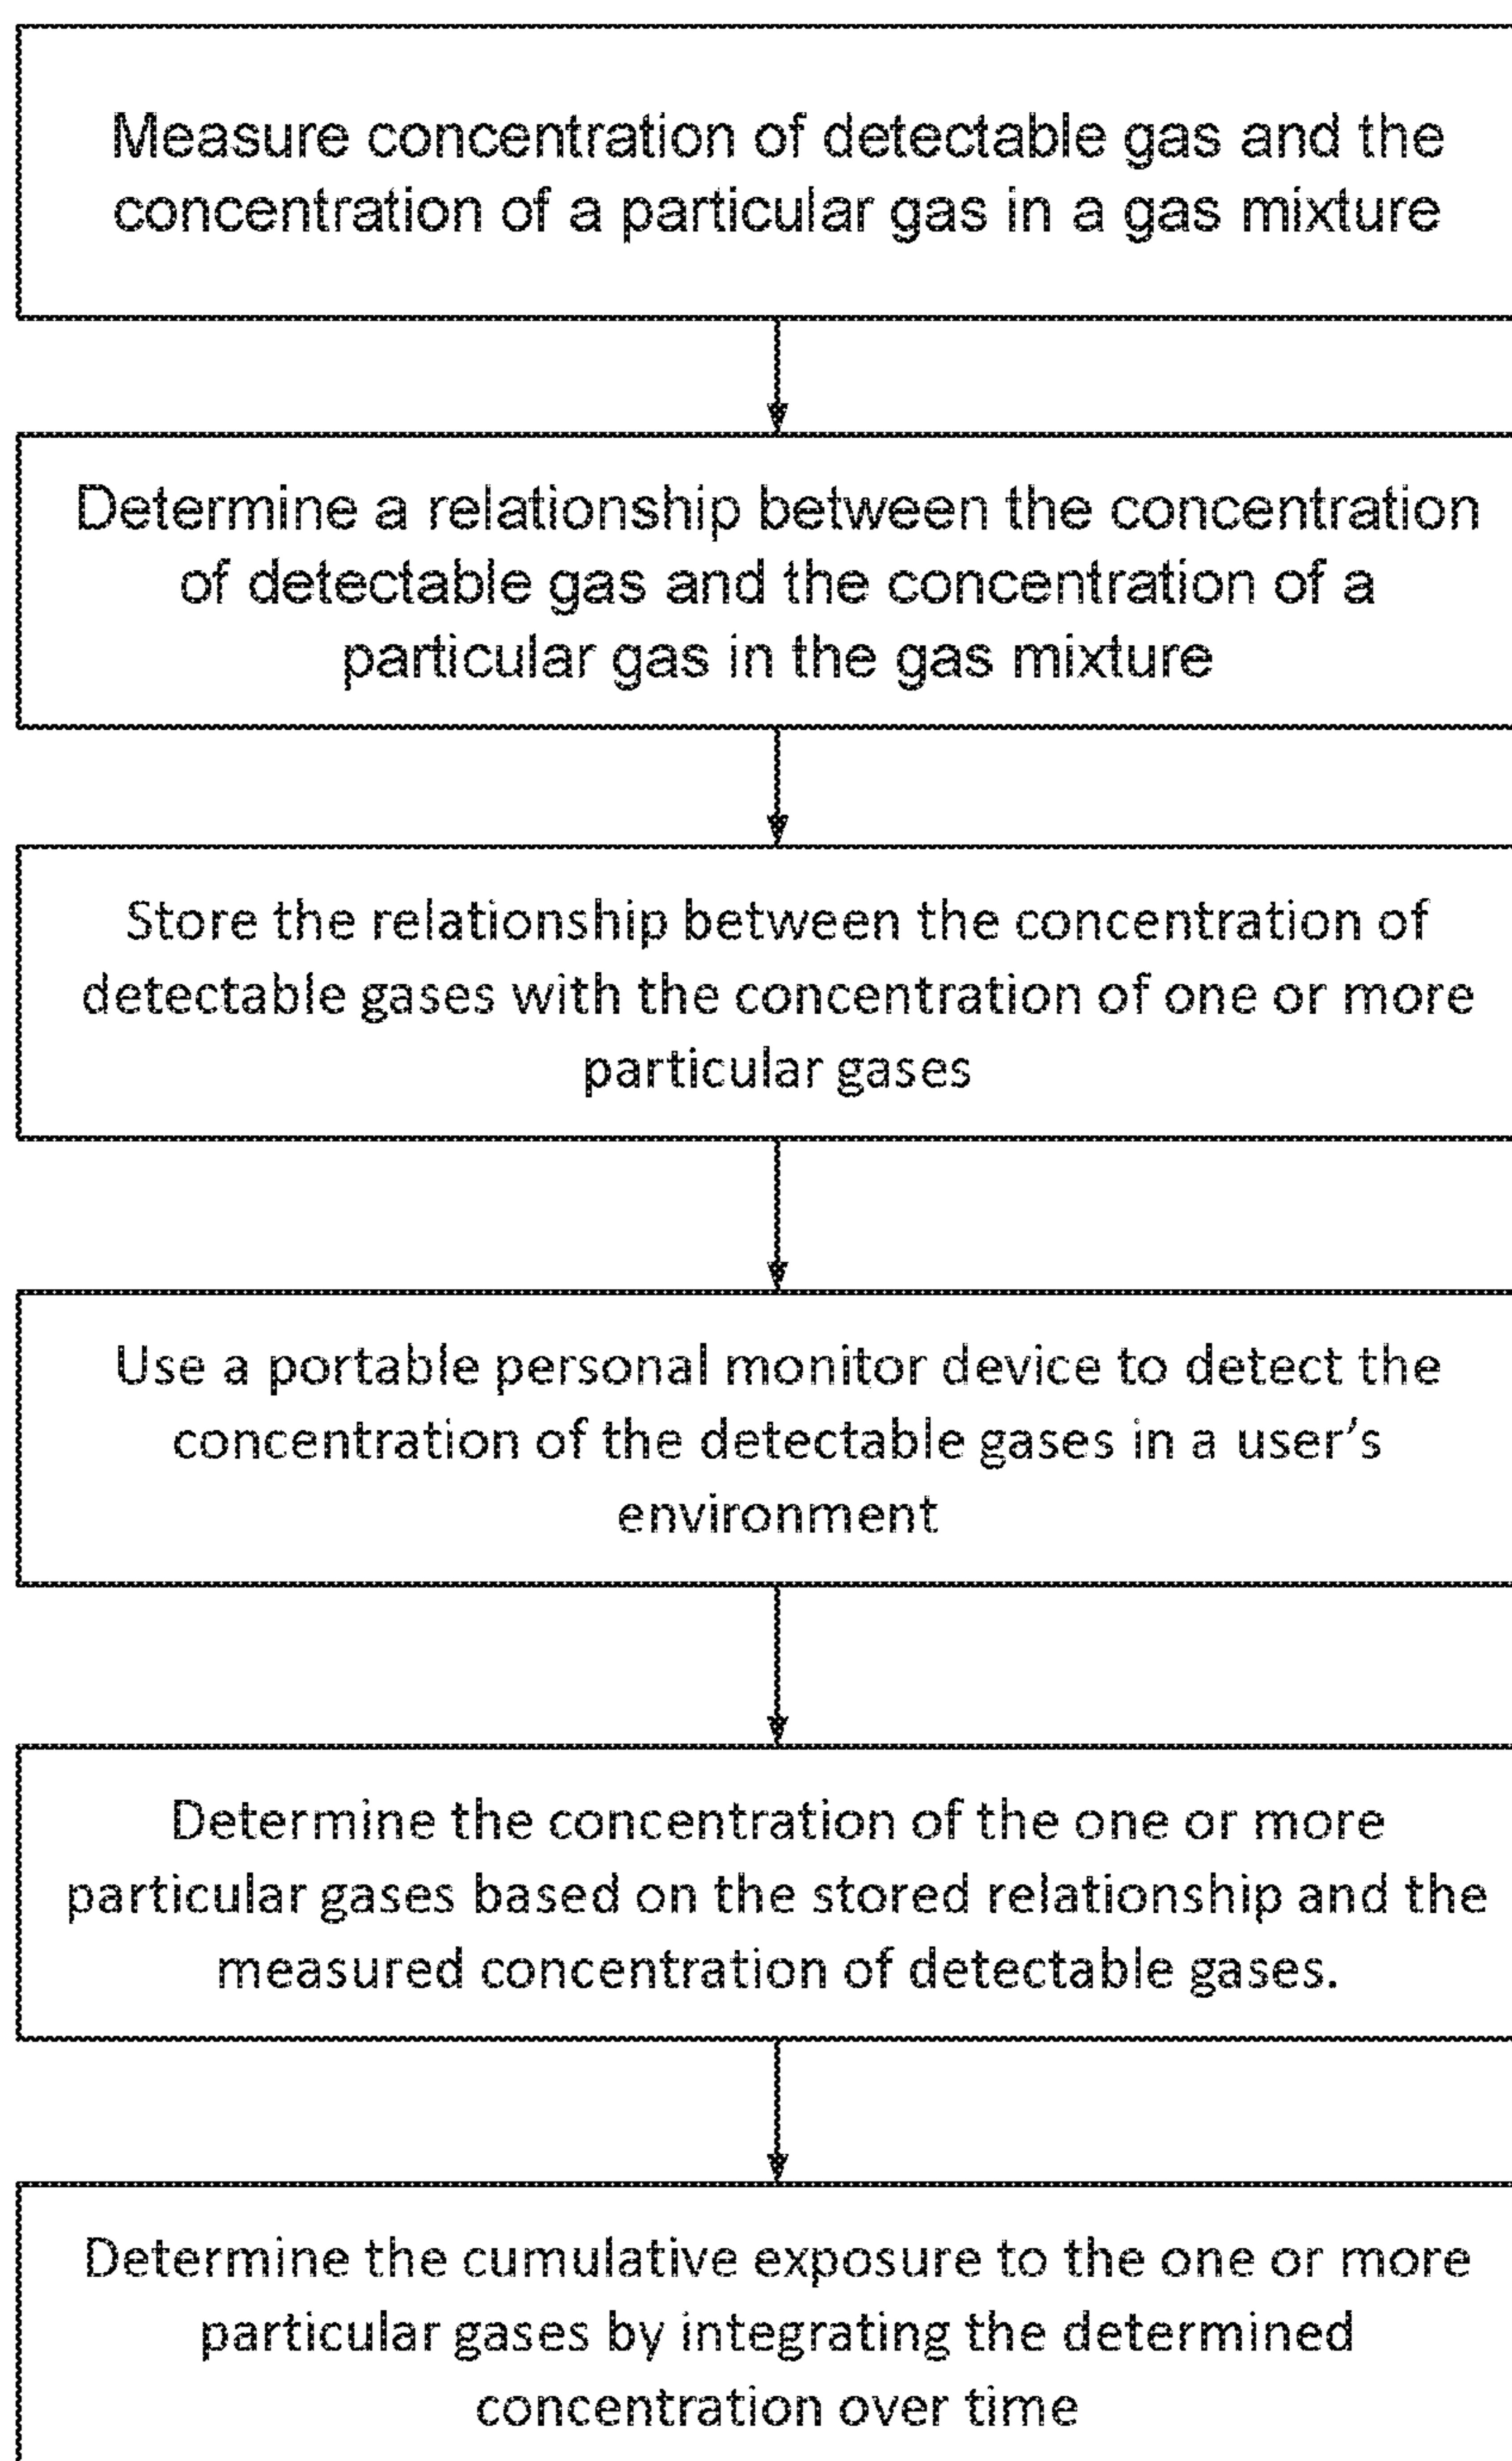 Measure concentration of detectable gas and the
concentration of a particular gas in a gas mixture
Determine a relationship between the concentration
of detectable gas and the concentration of a
particular gas in the gas mixture
Store the relationship between the concentration of
detectable gases with the concentration of one or more
particular gases
Use a portable personal monitor device to detect the
concentration of the detectable gases in a user's
environment
Determine the concentration of the one or more
particular gases based on the stored relationship and the
measured concentration of detectable gases.
Determine the cumulative exposure to the one or more
particular gases by integrating the determined
concentration over time